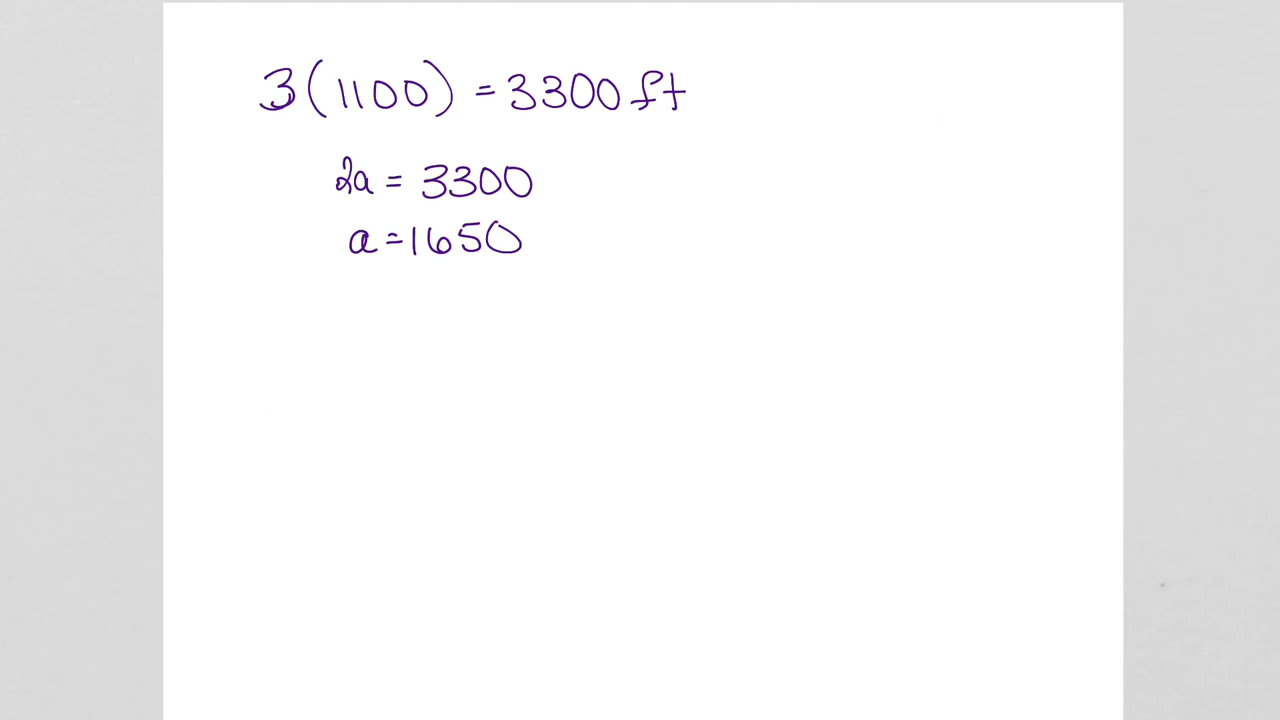 3(1100) = 3300 ft
2a = 3300
a = 1650